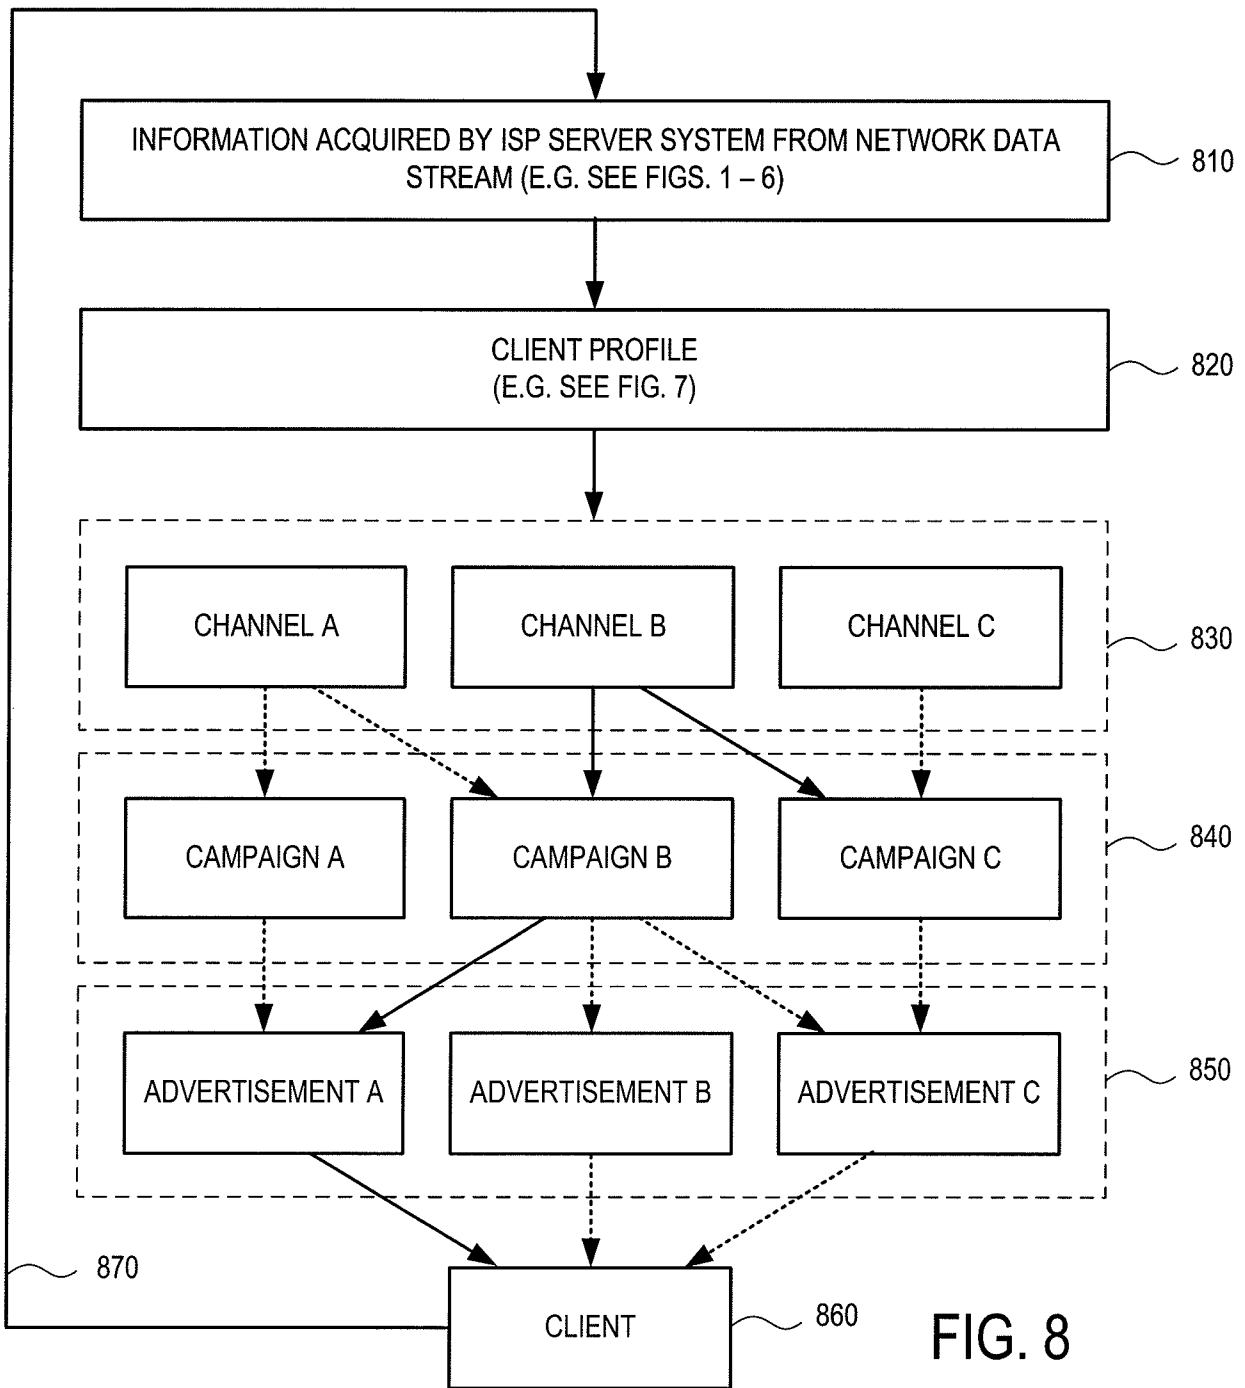 INFORMATION ACQUIRED BY ISP SERVER SYSTEM FROM NETWORK DATA
STREAM (E.G. SEE FIGS. 1 – 6)
810
CLIENT PROFILE
(E.G. SEE FIG. 7)
820
CHANNEL A
CHANNEL B
CHANNEL C
830
CAMPAIGN A
CAMPAIGN B
CAMPAIGN C
840
ADVERTISEMENT A
ADVERTISEMENT B
ADVERTISEMENT C
850
870
CLIENT
860
FIG. 8